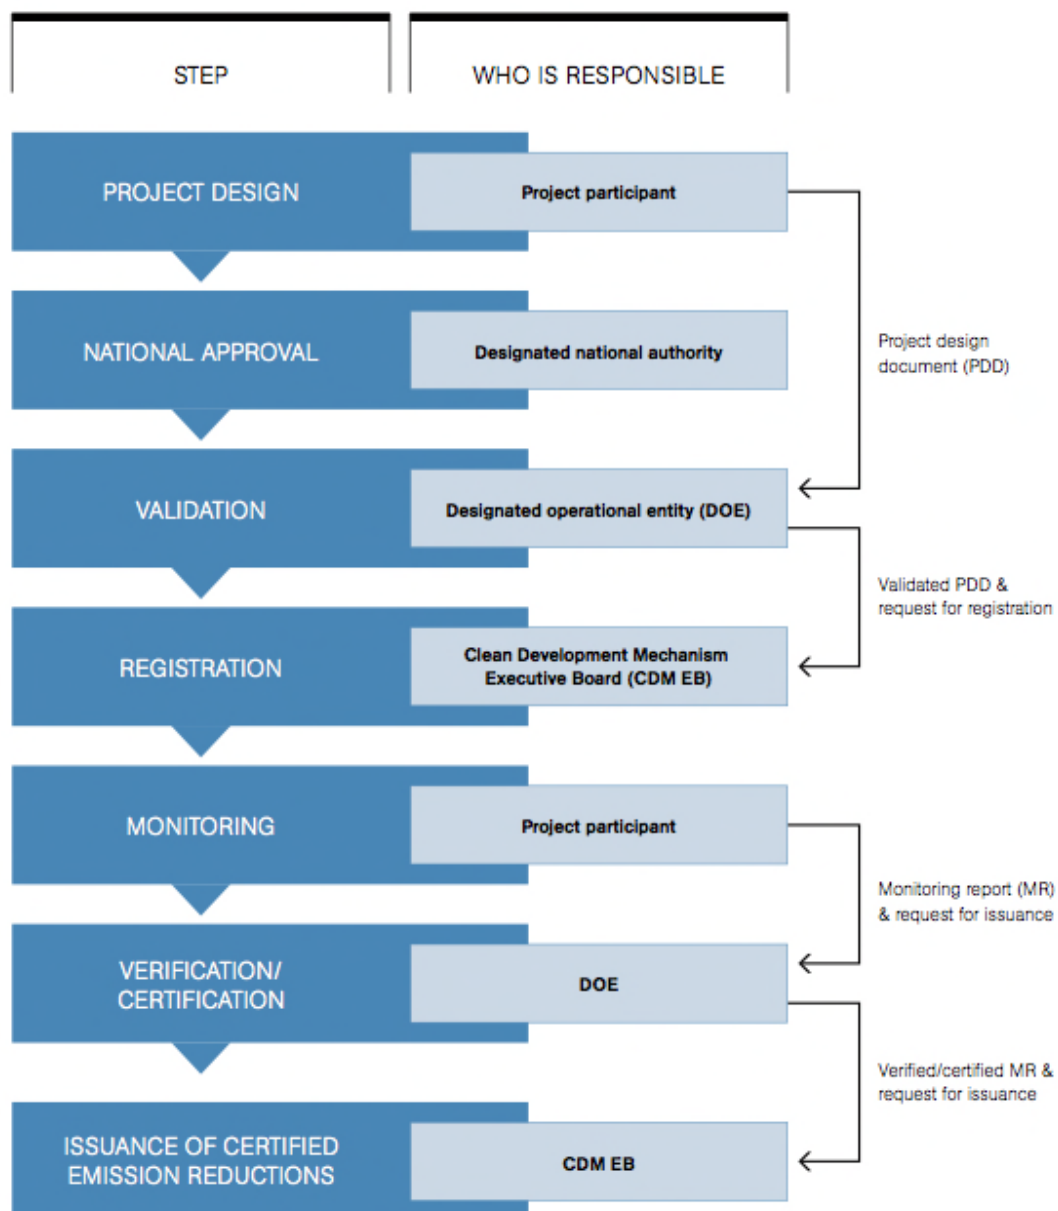 STEP
WHO IS RESPONSIBLE
PROJECT DESIGN
Project participant
NATIONAL APPROVAL
Designated national authority
Project design
document (PDD)
VALIDATION
Designated operational entity (DOE)
Validated PDD &
request for registration
REGISTRATION
Clean Development Mechanism
Executive Board (CDM EB)
MONITORING
Project participant
Monitoring report (MR)
& request for issuance
VERIFICATION/
CERTIFICATION
DOE
Verified/certified MR &
request for issuance
ISSUANCE OF CERTIFIED
EMISSION REDUCTIONS
CDM EB